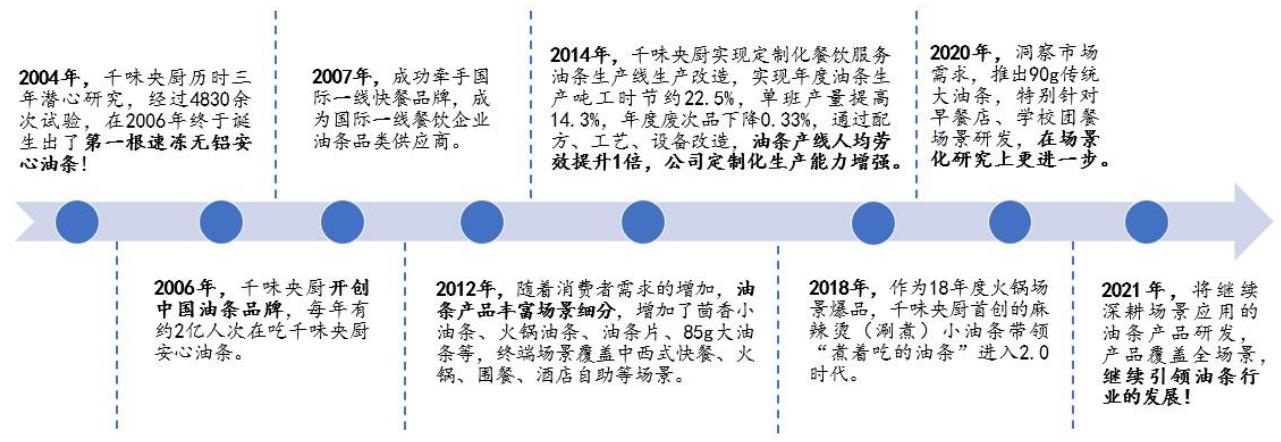 2004年，千味央厨历时三
年潜心研究，经过4830余
次试验，在2006年终于诞
生出了第一根速冻无铝安
心油条!
2006年，千味央厨开创
中国油条品牌，每年有
约2亿人次在吃千味央厨
安心油条。
2007年，成功牵手国
际一线快餐品牌，成
为国际一线餐饮企业
油条品类供应商。
2012年，随着消费者需求的增加，油
条产品丰富场景细分，增加了茴香小
油条、火锅油条、油条片、85g大油
条等，终端场景覆盖中西式快餐、火
锅、围餐、酒店自助等场景。
2014年，千味央厨实现定制化餐饮服务
油条生产线生产改造，实现年度油条生
产吨工时节约22.5%，单班产量提高
14.3%，年度废次品下降0.33%，通过配
方、工艺、设备改造，油条产线人均劳
效提升1倍，公司定制化生产能力增强。
2018年，作为18年度火锅场
景爆品，千味央厨首创的麻
辣烫（涮煮）小油条带领
“煮着吃的油条”进入2.0
时代。
2020年，洞察市场
需求，推出90g传统
大油条，特别针对
早餐店、学校团餐
场景研发，在场景
化研究上更进一步。
2021年，将继续
深耕场景应用的
油条产品研发，
产品覆盖全场景，
继续引领油条行
业的发展!